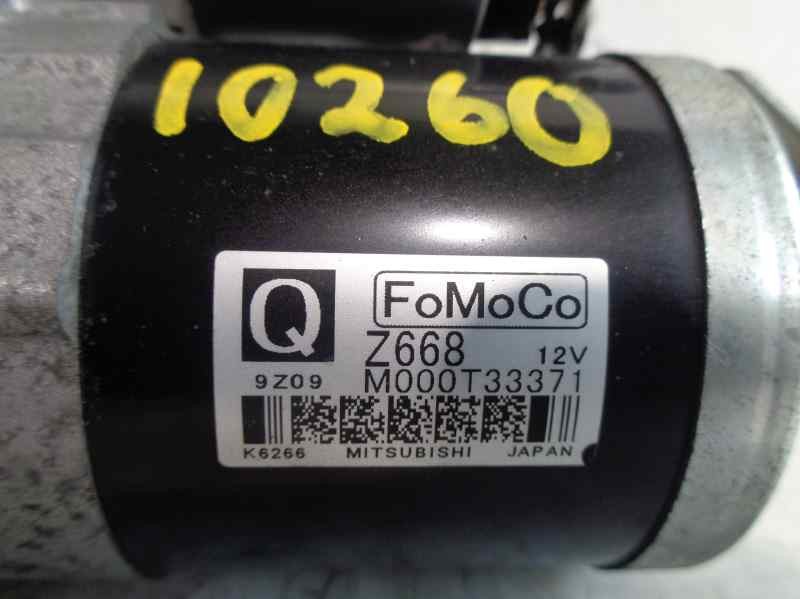 10260
Q
FoMoCo
Z668 12V
9Z09 M000T33371
K6266 MITSUBISHI JAPAN